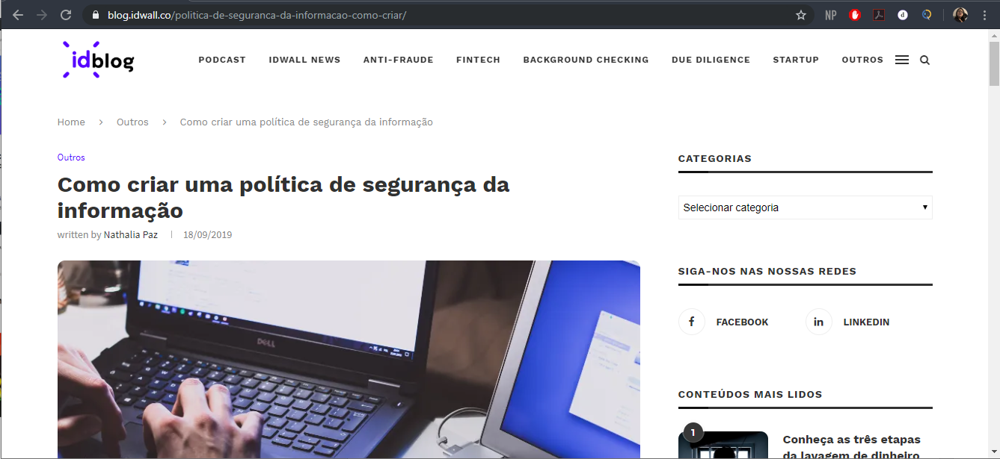 blog.idwall.co/politica-de-seguranca-da-informacao-como-criar/
NP
idblog
PODCAST IDWALL NEWS ANTI-FRAUDE FINTECH BACKGROUND CHECKING DUE DILIGENCE STARTUP OUTROS
Home > Outros > Como criar uma política de segurança da informação
Outros
Como criar uma política de segurança da
informação
written by Nathalia Paz | 18/09/2019
DELL
CATEGORIAS
Selecionar categoria
SIGA-NOS NAS NOSSAS REDES
f FACEBOOK in LINKEDIN
CONTEÚDOS MAIS LIDOS
1
Conheça as três etapas
da lavagem de dinheiro